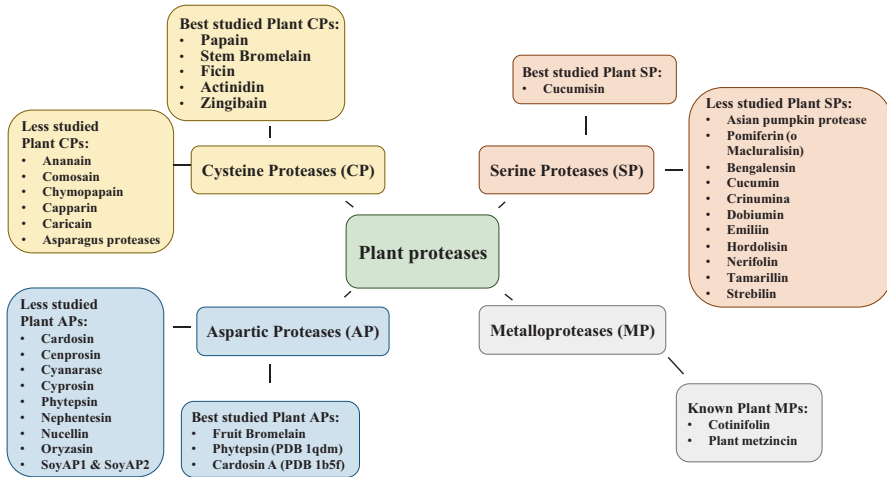 Best studied Plant CPs:
• Papain
• Stem Bromelain
• Ficin
• Actinidin
• Zingibain
Less studied
Plant CPs:
• Ananain
• Comosain
• Chymopapain
• Capparin
• Caricain
• Asparagus proteases
Cysteine Proteases (CP)
Best studied Plant SP:
• Cucumisin
Serine Proteases (SP)
Less studied Plant SPs:
• Asian pumpkin protease
• Pomiferin (o
Macluralisin)
• Bengalensin
• Cucumin
• Crinumina
• Dobiumin
• Emiliin
• Hordolisin
• Nerifolin
• Tamarillin
• Strebilin
Plant proteases
Less studied
Plant APs:
• Cardosin
• Cenprosin
• Cyanarase
• Cyprosin
• Phytepsin
• Nephentesin
• Nucellin
• Oryzasin
• SoyAP1 & SoyAP2
Aspartic Proteases (AP)
Best studied Plant APs:
• Fruit Bromelain
• Phytepsin (PDB 1qdm)
• Cardosin A (PDB 1b5f)
Metalloproteases (MP)
Known Plant MPs:
• Cotinifolin
• Plant metzincin